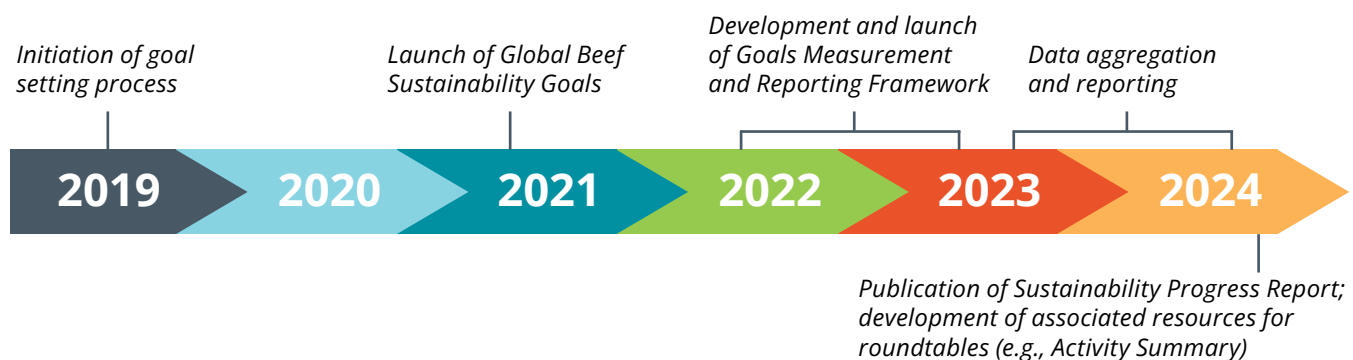 Initiation of goal
setting process
Launch of Global Beef
Sustainability Goals
Development and launch
of Goals Measurement
and Reporting Framework
Data aggregation
and reporting
2019
2020
2021
2022
2023
2024
Publication of Sustainability Progress Report;
development of associated resources for
roundtables (e.g., Activity Summary)